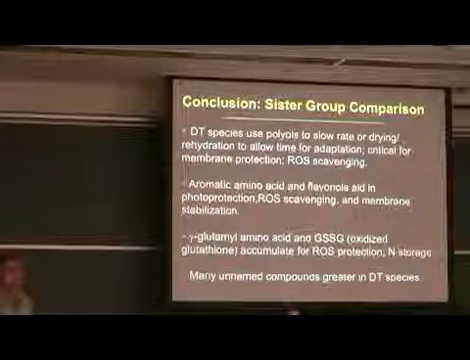 Conclusion: Sister Group Comparison
DT species use polyols to slow rate or drying/
rehydration to allow time for adaptation; critical for
membrane protection; ROS scavenging.
Aromatic amino acid and flavonols aid in
photoprotection,ROS scavenging, and membrane
stabilization.
γ-glutamyl amino acid and GSSG (oxidized
glutathione) accumulate for ROS protection; N storage
Many unnamed compounds greater in DT species.